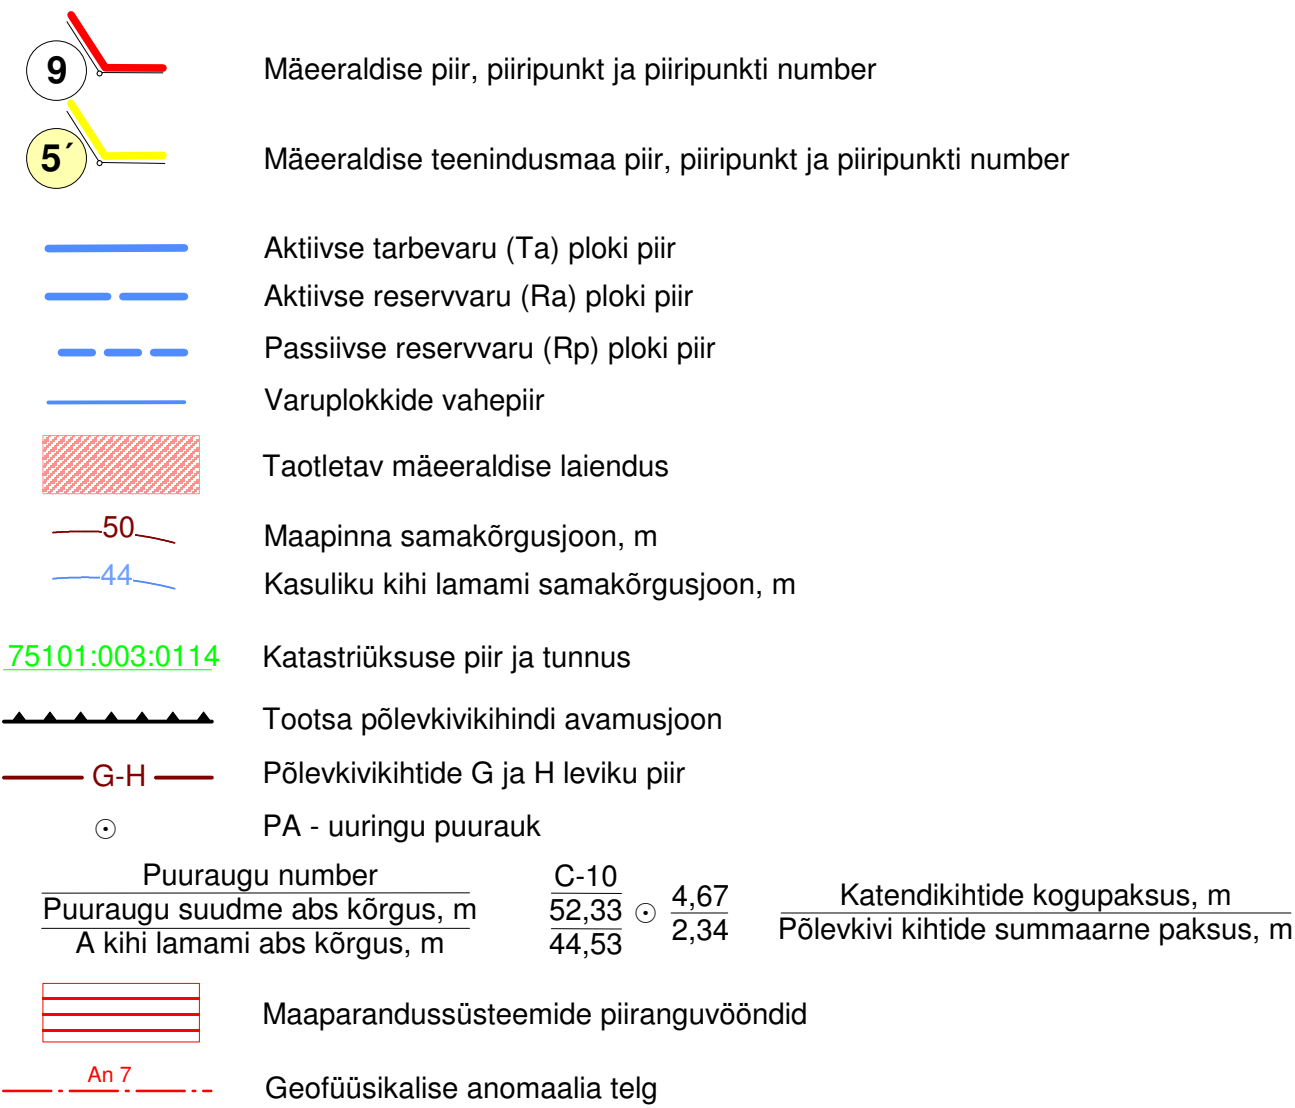 9 Mäeeraldise piir, piiripunkt ja piiripunkti number
5´ Mäeeraldise teenindusmaa piir, piiripunkt ja piiripunkti number
Aktiivse tarbevaru (Ta) ploki piir
Aktiivse reservvaru (Ra) ploki piir
Passiivse reservvaru (Rp) ploki piir
Varuplokkide vahepiir
Taotletav mäeeraldise laiendus
50 Maapinna samakõrgusjoon, m
44 Kasuliku kihi lamami samakõrgusjoon, m
75101:003:0114 Katastriüksuse piir ja tunnus
Tootsa põlevkivikihindi avamusjoon
G-H Põlevkivikihtide G ja H leviku piir
PA - uuringu puurauk
Puuraugu number
Puuraugu suudme abs kõrgus, m
A kihi lamami abs kõrgus, m
C-10
52,33
44,53
4,67
2,34
Katendikihtide kogupaksus, m
Põlevkivi kihtide summaarne paksus, m
Maaparandussüsteemide piiranguvööndid
An 7 Geofüüsikalise anomaalia telg